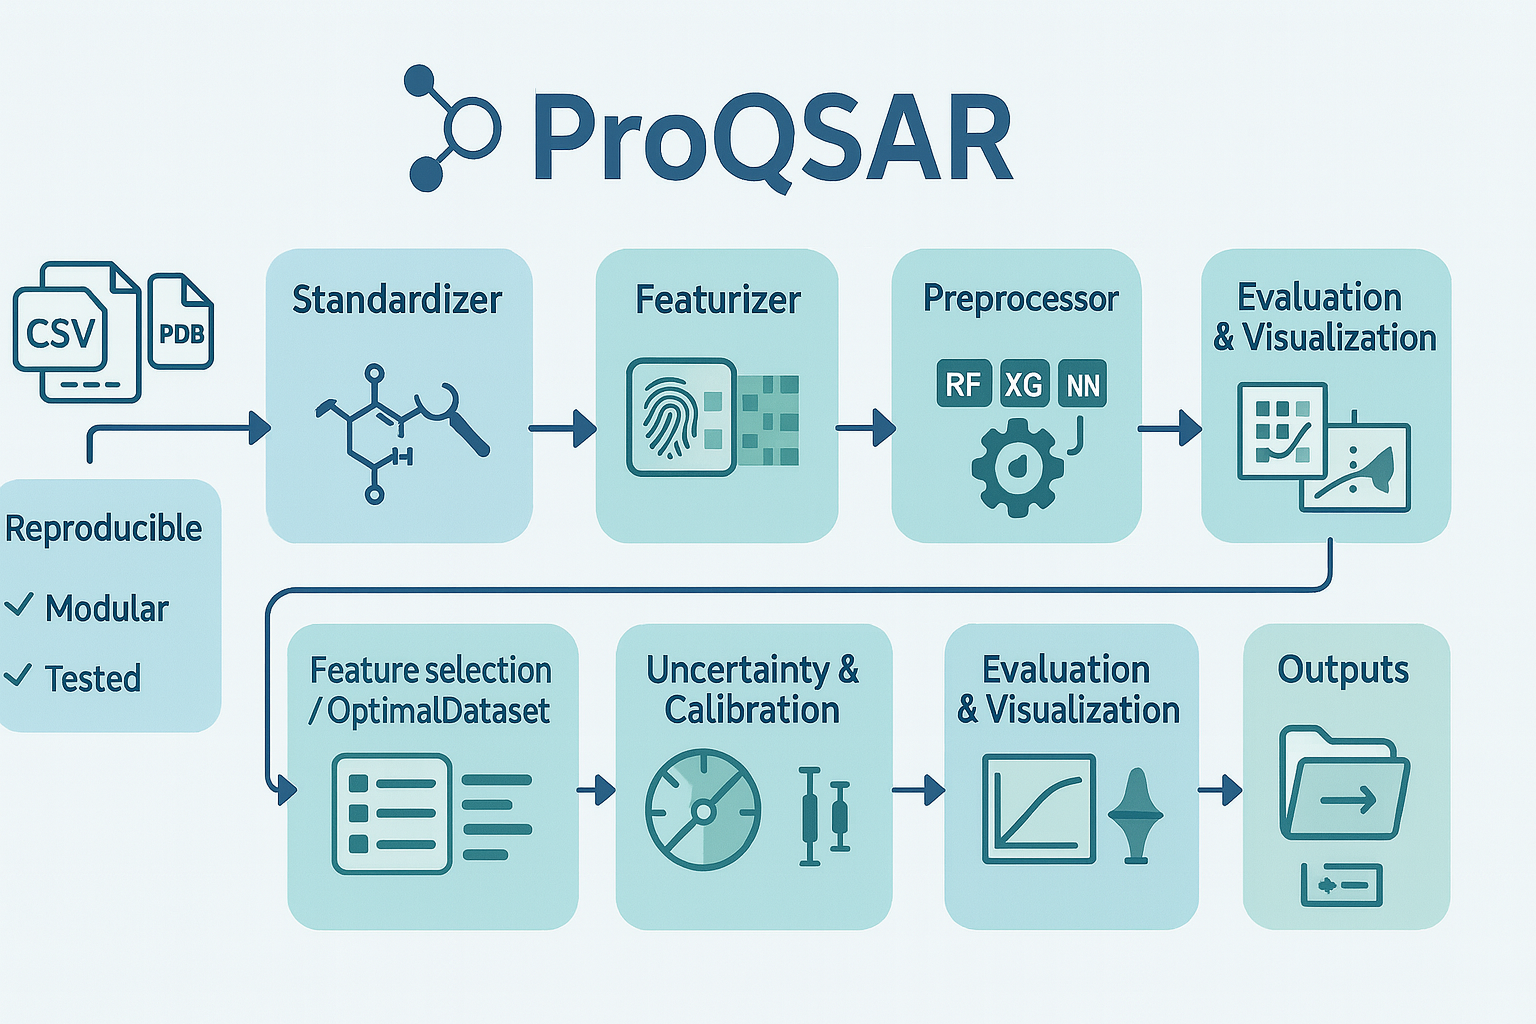 ProQSAR
CSV
PDB
Standardizer
Featurizer
Preprocessor
RF
XG
NN
Evaluation
& Visualization
Reproducible
✓ Modular
✓ Tested
Feature selection
/ OptimalDataset
Uncertainty &
Calibration
Evaluation
& Visualization
Outputs